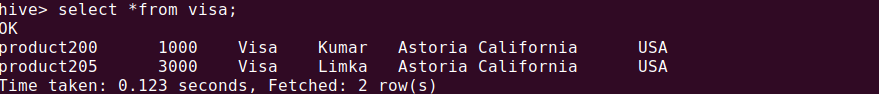 hive> select *from visa;
OK
product200 1000 Visa Kumar Astoria California USA
product205 3000 Visa Limka Astoria California USA
Time taken: 0.123 seconds, Fetched: 2 row(s)